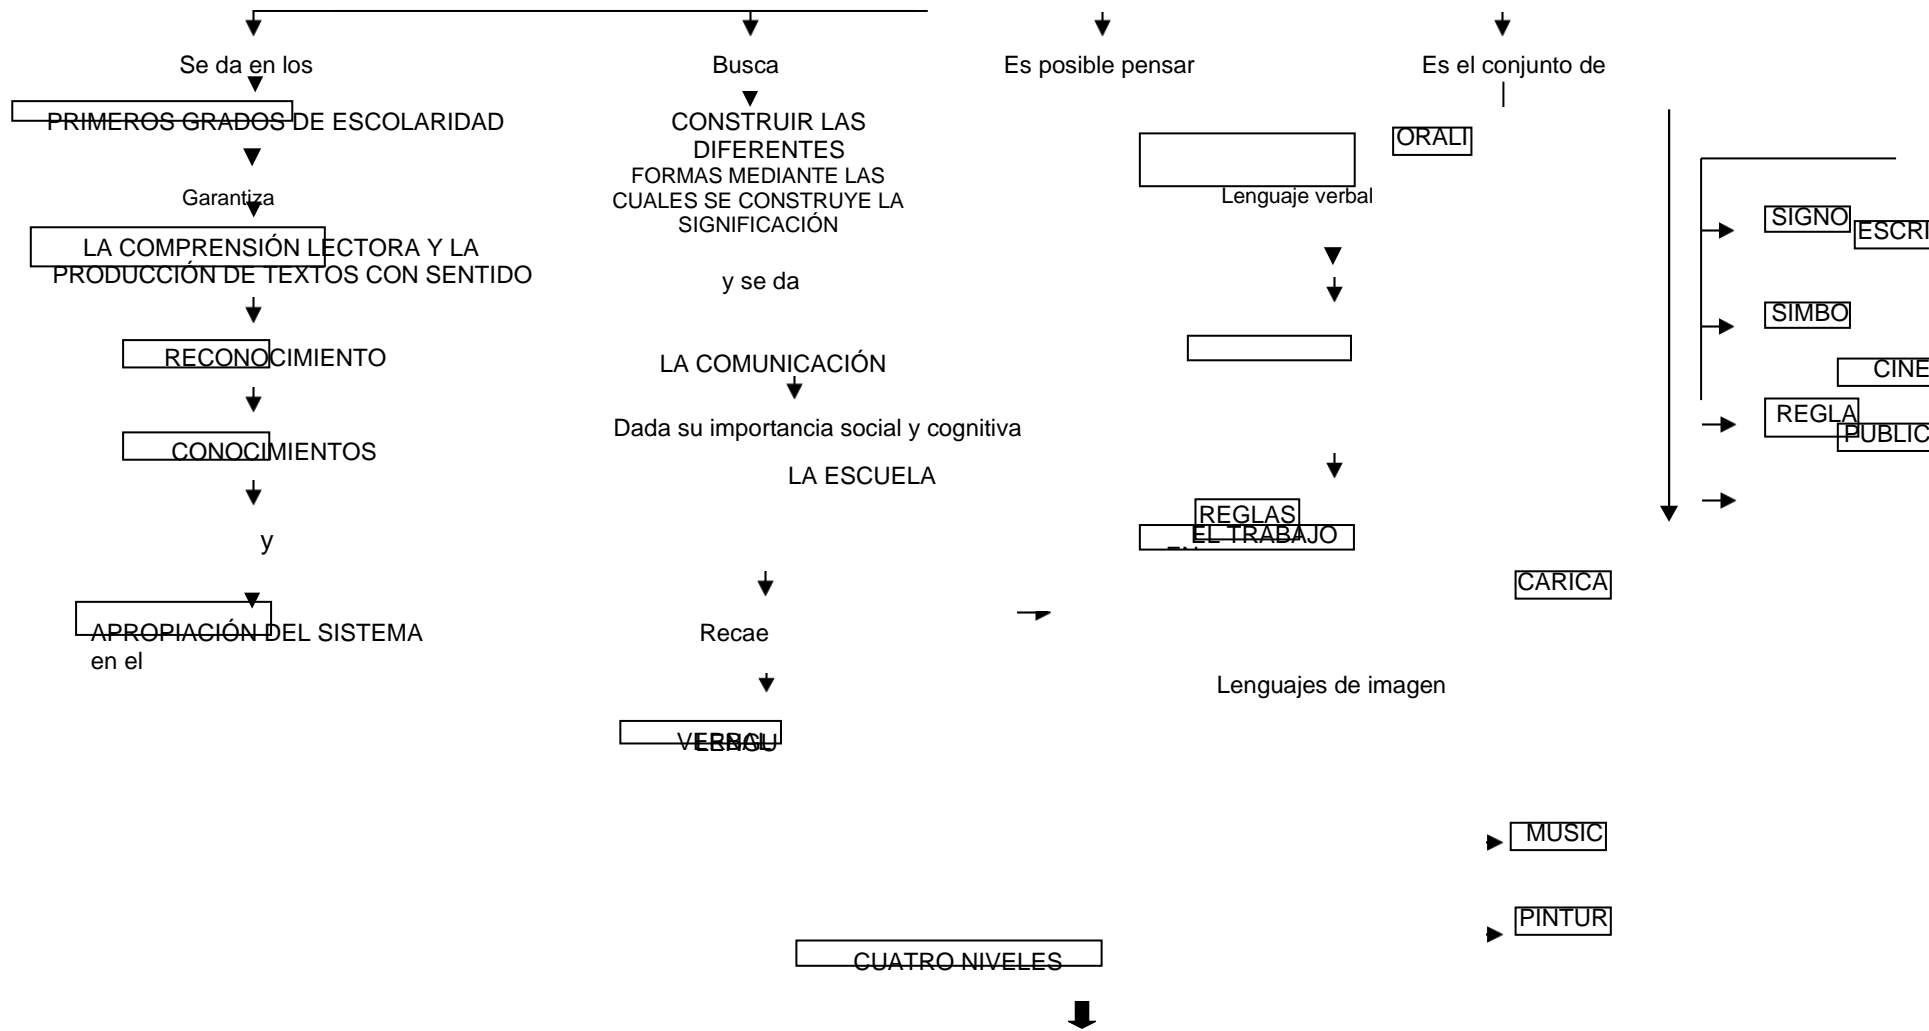 Se da en los
Busca
Es posible pensar
Es el conjunto de
PRIMEROS GRADOS DE ESCOLARIDAD
CONSTRUIR LAS
DIFERENTES
FORMAS MEDIANTE LAS
CUALES SE CONSTRUYE LA
SIGNIFICACIÓN
ORALI
Garantiza
Lenguaje verbal
SIGNO
ESCRI
LA COMPRENSIÓN LECTORA Y LA
PRODUCCIÓN DE TEXTOS CON SENTIDO
y se da
SIMBO
RECONOCIMIENTO
LA COMUNICACIÓN
CINE
REGLA
PUBLIC
CONOCIMIENTOS
Dada su importancia social y cognitiva
LA ESCUELA
REGLAS
EL TRABAJO
y
CARICA
APROPIACIÓN DEL SISTEMA
en el
Recae
Lenguajes de imagen
VERBAL
LENGU
MUSIC
PINTUR
CUATRO NIVELES